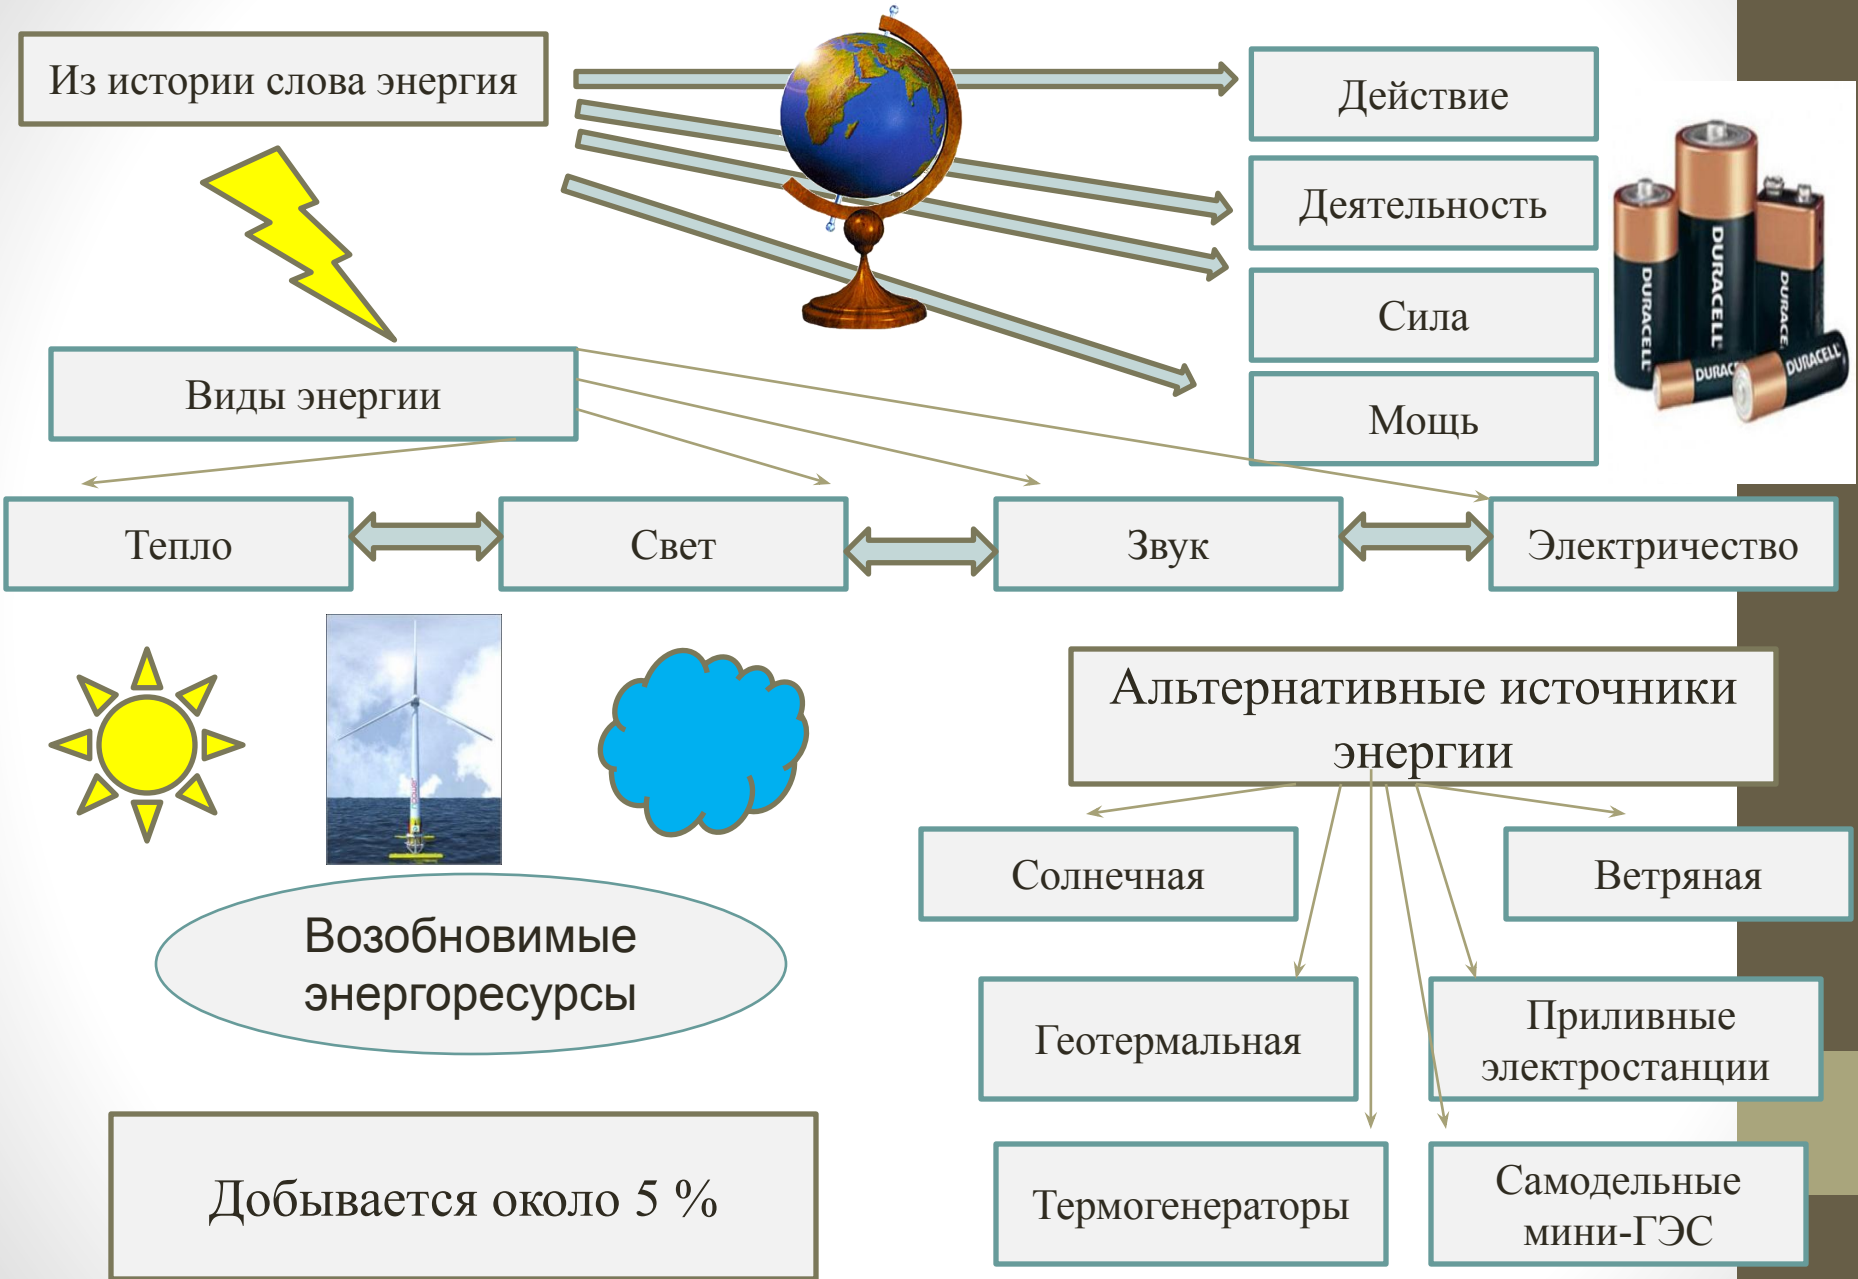 Из истории слова энергия
Действие
Деятельность
Сила
Мощь
DURACELL
DURACELL
DURACELL
Виды энергии
Тепло
Свет
Звук
Электричество
Альтернативные источники
энергии
Солнечная
Ветряная
Возобновимые
энергоресурсы
Геотермальная
Приливные
электростанции
Добывается около 5 %
Термогенераторы
Самодельные
мини-ГЭС